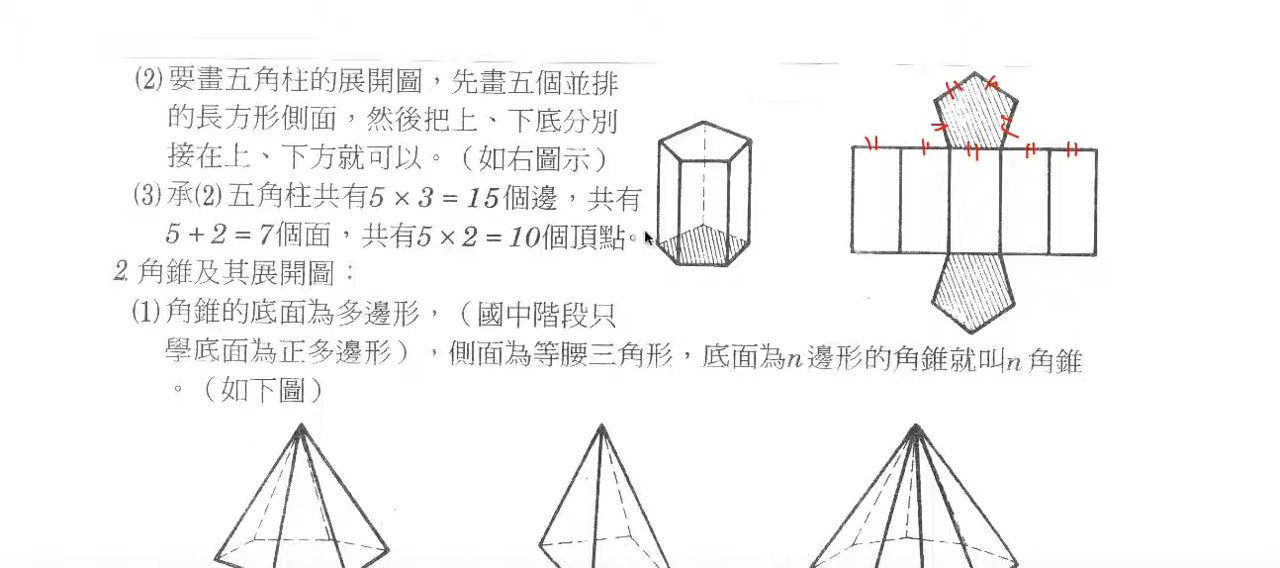 (2)要畫五角柱的展開圖，先畫五個並排
的長方形側面，然後把上、下底分別
接在上、下方就可以。（如右圖示）
(3)承(2)五角柱共有5 × 3 = 15個邊，共有
5 + 2 = 7個面，共有5 × 2 = 10個頂點。
2 角錐及其展開圖：
(1)角錐的底面為多邊形，（國中階段只
學底面為正多邊形），側面為等腰三角形，底面為n邊形的角錐就叫n角錐
。（如下圖）